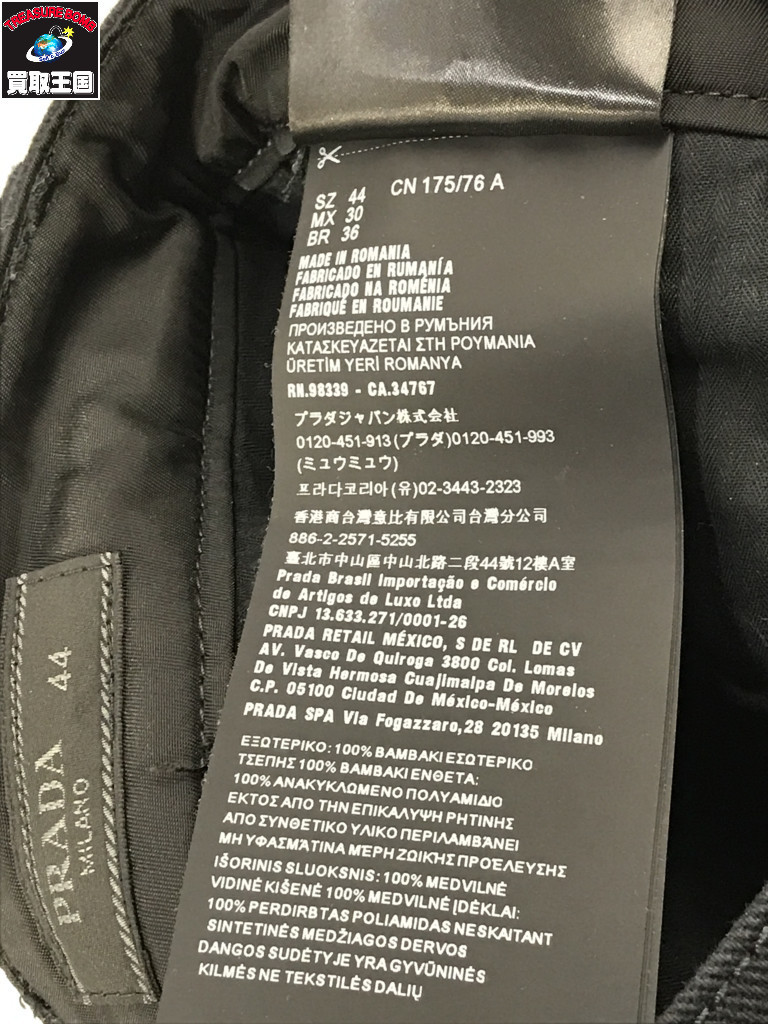 TREASURE BOMB
買取王国
SZ 44 CN 175/76 A
MX 30
BR 36
MADE IN ROMANIA
FABRICADO EN RUMANÍA
FABRICADO NA ROMÉNIA
FABRIQUÉ EN ROUMANIE
ПРОИЗВЕДЕНО В РУМЪНИЯ
ΚΑΤΑΣΚΕΥΑΖΕΤΑΙ ΣΤΗ ΡΟΥΜΑΝΙΑ
ÜRETİM YERİ ROMANYA
RN.98339 - CA.34767
プラダジャパン株式会社
0120-451-913(プラダ)0120-451-993
(ミュウミュウ)
프라다코리아(유)02-3443-2323
香港商台灣童比有限公司台灣分公司
886-2-2571-5255
臺北市中山區中山北路二段44號12樓A室
Prada Brasil Importação e Comércio
de Artigos de Luxo Ltda
CNPJ 13.633.271/0001-26
PRADA RETAIL MÉXICO, S DE RL DE CV
AV. Vasco De Quiroga 3800 Col. Lomas
De Vista Hermosa Cuajimalpa De Morelos
C.P. 05100 Ciudad De México-México
PRADA SPA Via Fogazzaro,28 20135 Milano
ΕΞΩΤΕΡΙΚΟ: 100% ΒΑΜΒΑΚΙ ΕΣΩΤΕΡΙΚΟ
ΤΣΕΠΗΣ 100% ΒΑΜΒΑΚΙ ΕΝΘΕΤΑ:
100% ΑΝΑΚΥΚΛΩΜΕΝΟ ΠΟΛΥΑΜΙΔΙΟ
ΕΚΤΟΣ ΑΠΟ ΤΗΝ ΕΠΙΚΑΛΥΨΗ ΡΗΤΙΝΗΣ
ΑΠΟ ΣΥΝΘΕΤΙΚΟ ΥΛΙΚΟ ΠΕΡΙΛΑΜΒΆΝΕΙ
ΜΗ ΥΦΑΣΜΆΤΙΝΑ ΜΈΡΗ ΖΩΙΚΉΣ ΠΡΟΈΛΕΥΣΗΣ
IŠORINIS SLUOKSNIS: 100% MEDVILNĖ
VIDINĖ KIŠENĖ 100% MEDVILNĖ ĮDĖKLAI:
100% PERDIRBTAS POLIAMIDAS NESKAITANT
SINTETINĖS MEDŽIAGOS DERVOS
DANGOS SUDĖTYJE YRA GYVŪNINĖS
KILMĖS NE TEKSTILĖS DALIŲ
PRADA 44
MILANO